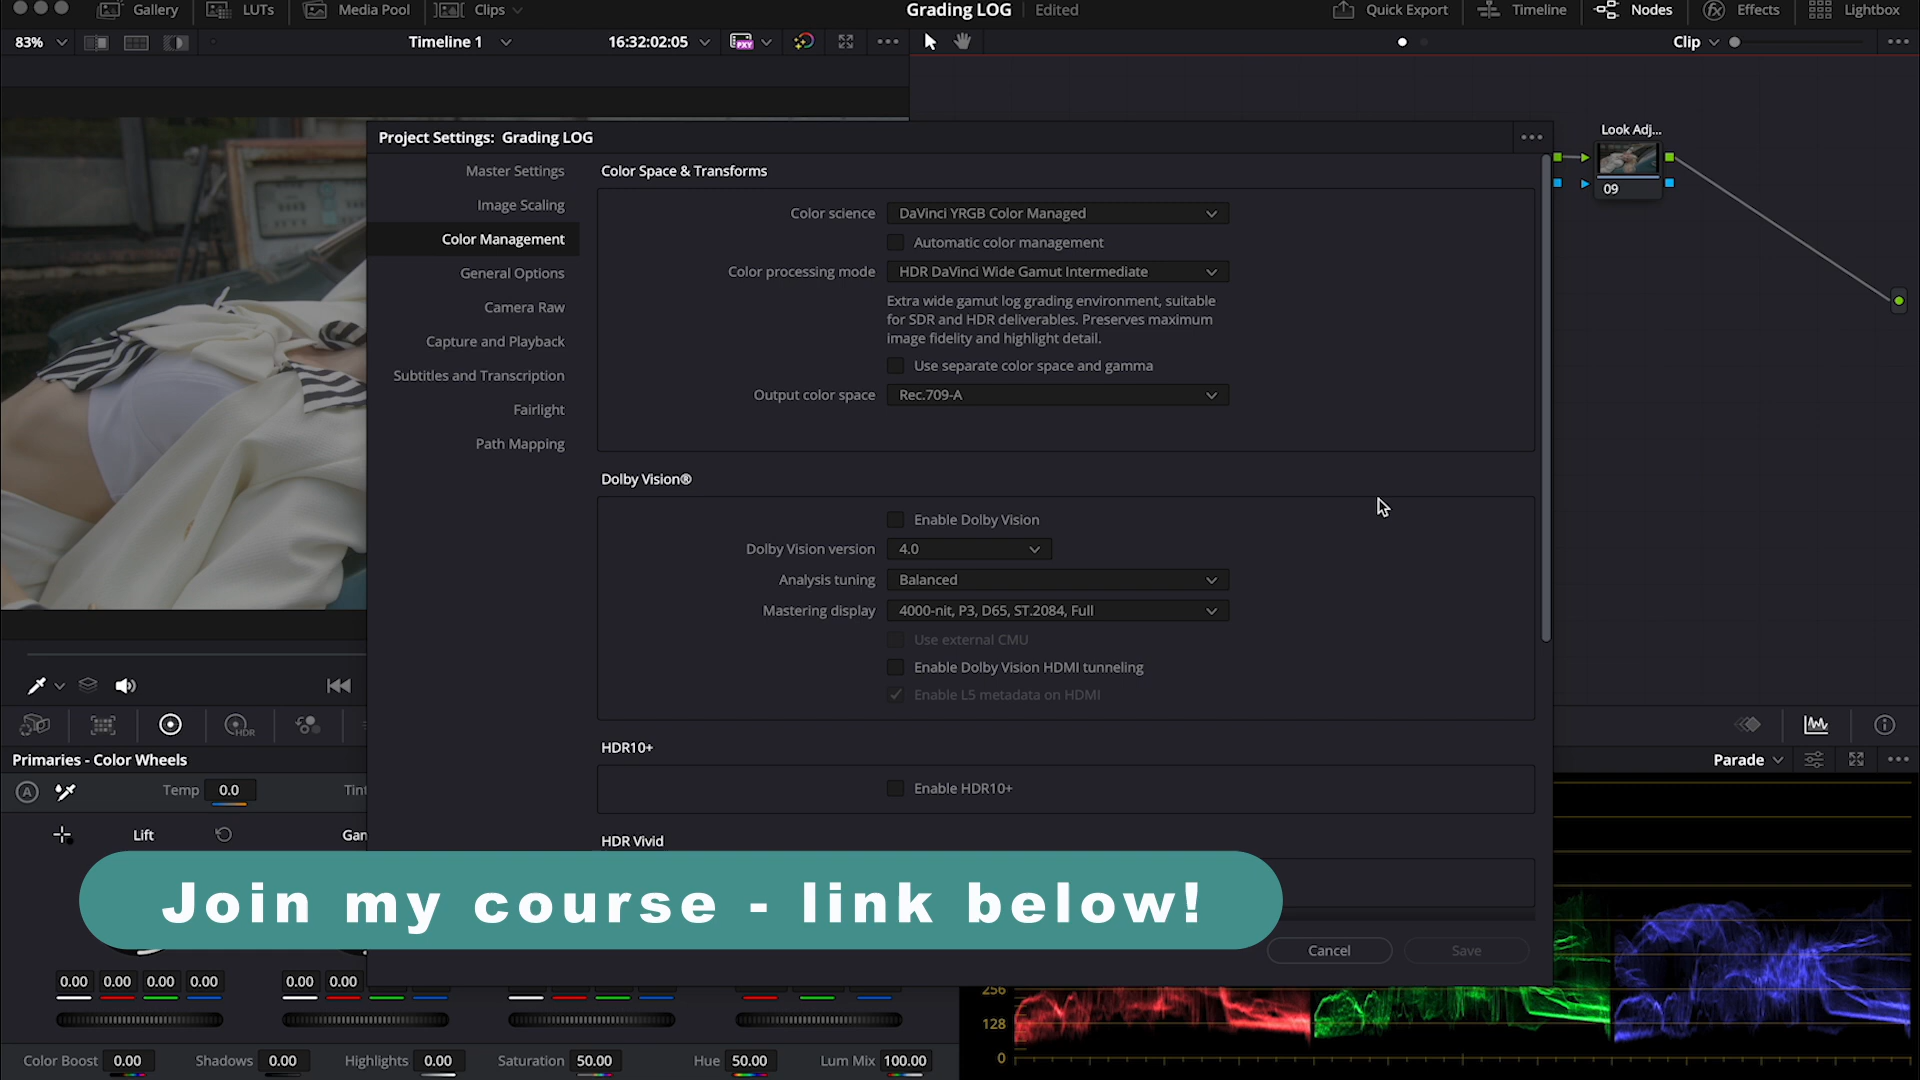 Gallery
LUTs
Media Pool
Clips
Grading LOG
Edited
Quick Export
Timeline
Nodes
Effects
Lightbox
83%
Timeline 1
16:32:02:05
PXY
Clip
Project Settings: Grading LOG
Look Adj...
09
Master Settings
Image Scaling
Color Management
General Options
Camera Raw
Capture and Playback
Subtitles and Transcription
Fairlight
Path Mapping
Color Space & Transforms
Color science
DaVinci YRGB Color Managed
Automatic color management
Color processing mode
HDR DaVinci Wide Gamut Intermediate
Extra wide gamut log grading environment, suitable
for SDR and HDR deliverables. Preserves maximum
image fidelity and highlight detail.
Use separate color space and gamma
Output color space
Rec.709-A
Dolby Vision®
Enable Dolby Vision
Dolby Vision version
4.0
Analysis tuning
Balanced
Mastering display
4000-nit, P3, D65, ST.2084, Full
Use external CMU
Enable Dolby Vision HDMI tunneling
Enable L5 metadata on HDMI
HDR10+
Enable HDR10+
HDR Vivid
Cancel
Save
HDR
Primaries - Color Wheels
Parade
A
Temp
0.0
Tin
Lift
Gan
Join my course - link below!
0.00
0.00
0.00
0.00
0.00
0.00
256
128
0
Color Boost
0.00
Shadows
0.00
Highlights
0.00
Saturation
50.00
Hue
50.00
Lum Mix
100.00